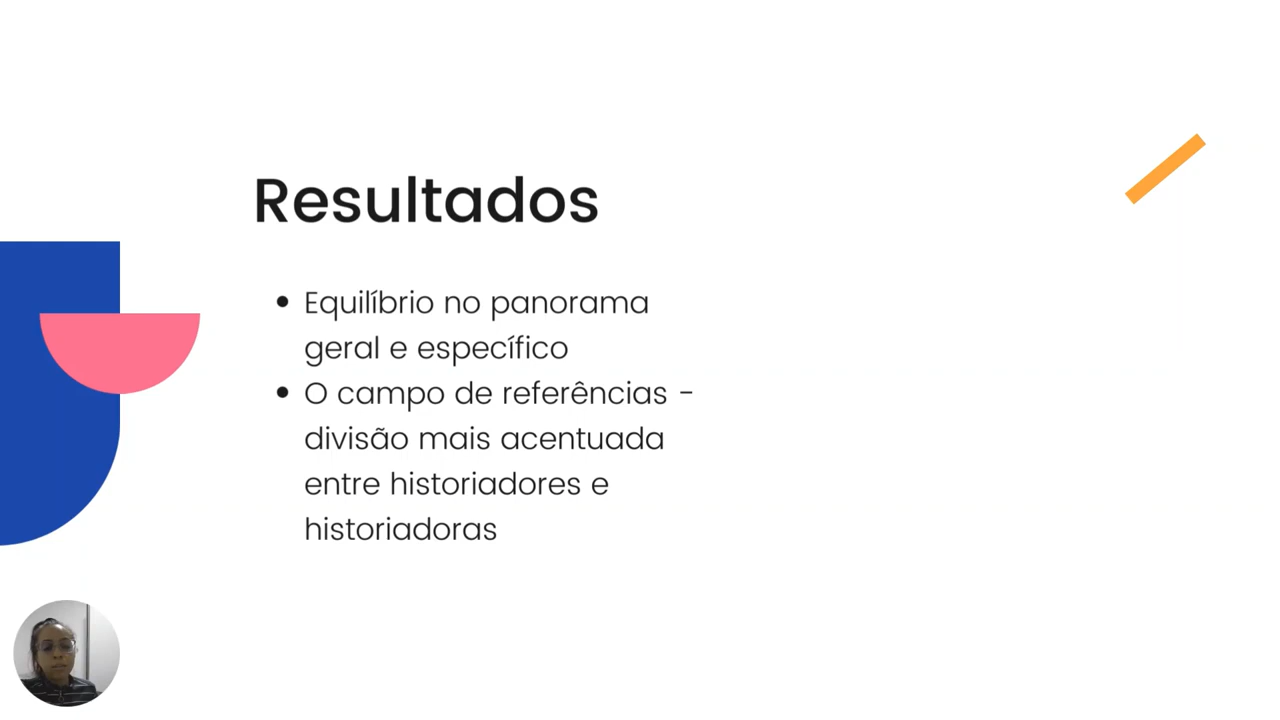 Resultados
• Equilíbrio no panorama
geral e específico
• O campo de referências -
divisão mais acentuada
entre historiadores e
historiadoras